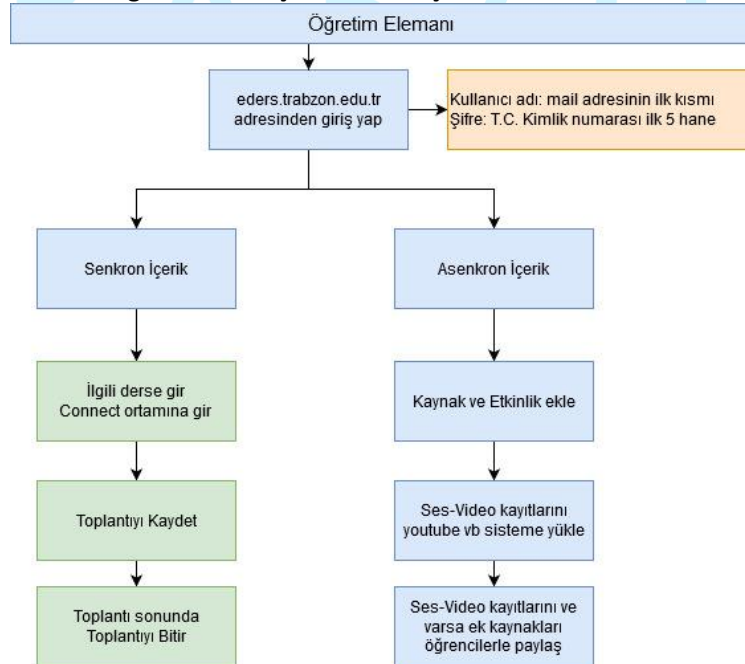 Öğretim Elemanı
eders.trabzon.edu.tr
adresinden giriş yap
Kullanıcı adı: mail adresinin ilk kısmı
Şifre: T.C. Kimlik numarası ilk 5 hane
Senkron İçerik
Asenkron İçerik
İlgili derse gir
Connect ortamına gir
Kaynak ve Etkinlik ekle
Toplantıyı Kaydet
Ses-Video kayıtlarını
youtube vb sisteme yükle
Toplantı sonunda
Toplantıyı Bitir
Ses-Video kayıtlarını ve
varsa ek kaynakları
öğrencilerle paylaş